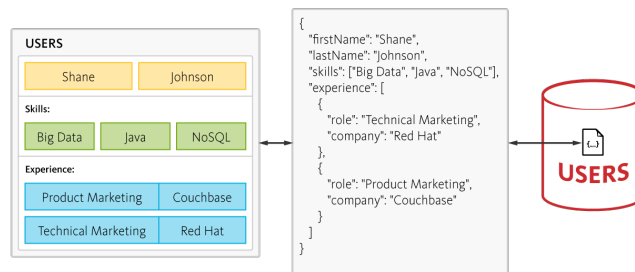 USERS
Shane Johnson
Skills:
Big Data Java NoSQL
Experience:
Product Marketing Couchbase
Technical Marketing Red Hat
{
"firstName": "Shane",
"lastName": "Johnson",
"skills": ["Big Data", "Java", "NoSQL"],
"experience": [
{
"role": "Technical Marketing",
"company": "Red Hat"
},
{
"role": "Product Marketing",
"company": "Couchbase"
}
]
}
{...}
USERS